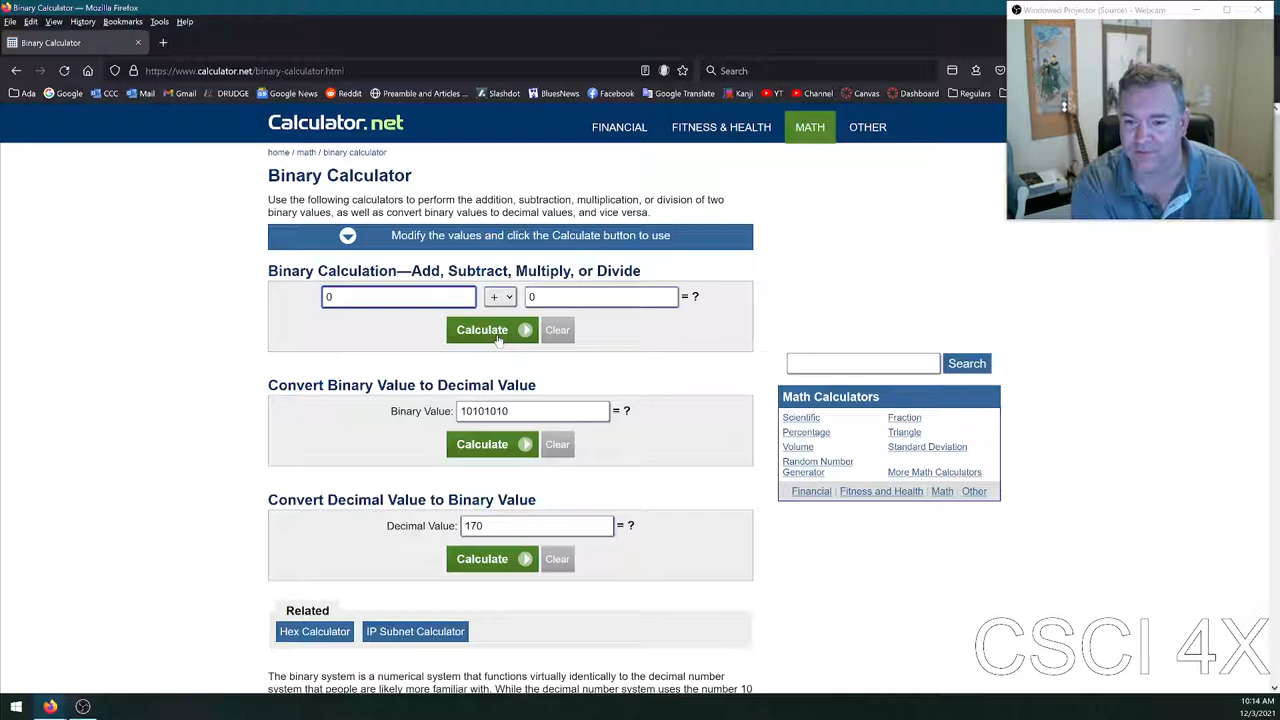 Binary Calculator — Mozilla Firefox
File Edit View History Bookmarks Tools Help
Binary Calculator
https://www.calculator.net/binary-calculator.html
Search
Ada Google CCC Mail Gmail DRUDGE Google News Reddit Preamble and Articles ... Slashdot BluesNews Facebook Google Translate Kanji YT Channel Canvas Dashboard Regulars
Windowed Projector (Source) - Webcam
Calculator.net
FINANCIAL FITNESS & HEALTH MATH OTHER
home / math / binary calculator
Binary Calculator
Use the following calculators to perform the addition, subtraction, multiplication, or division of two
binary values, as well as convert binary values to decimal values, and vice versa.
Modify the values and click the Calculate button to use
Binary Calculation—Add, Subtract, Multiply, or Divide
0 + 0 = ?
Calculate Clear
Convert Binary Value to Decimal Value
Binary Value: 10101010 = ?
Calculate Clear
Convert Decimal Value to Binary Value
Decimal Value: 170 = ?
Calculate Clear
Related
Hex Calculator IP Subnet Calculator
The binary system is a numerical system that functions virtually identically to the decimal number
system that people are likely more familiar with. While the decimal number system uses the number 10
Search
Math Calculators
Scientific Fraction
Percentage Triangle
Volume Standard Deviation
Random Number
Generator More Math Calculators
Financial | Fitness and Health | Math | Other
CSCI 4X
10:14 AM
12/3/2021